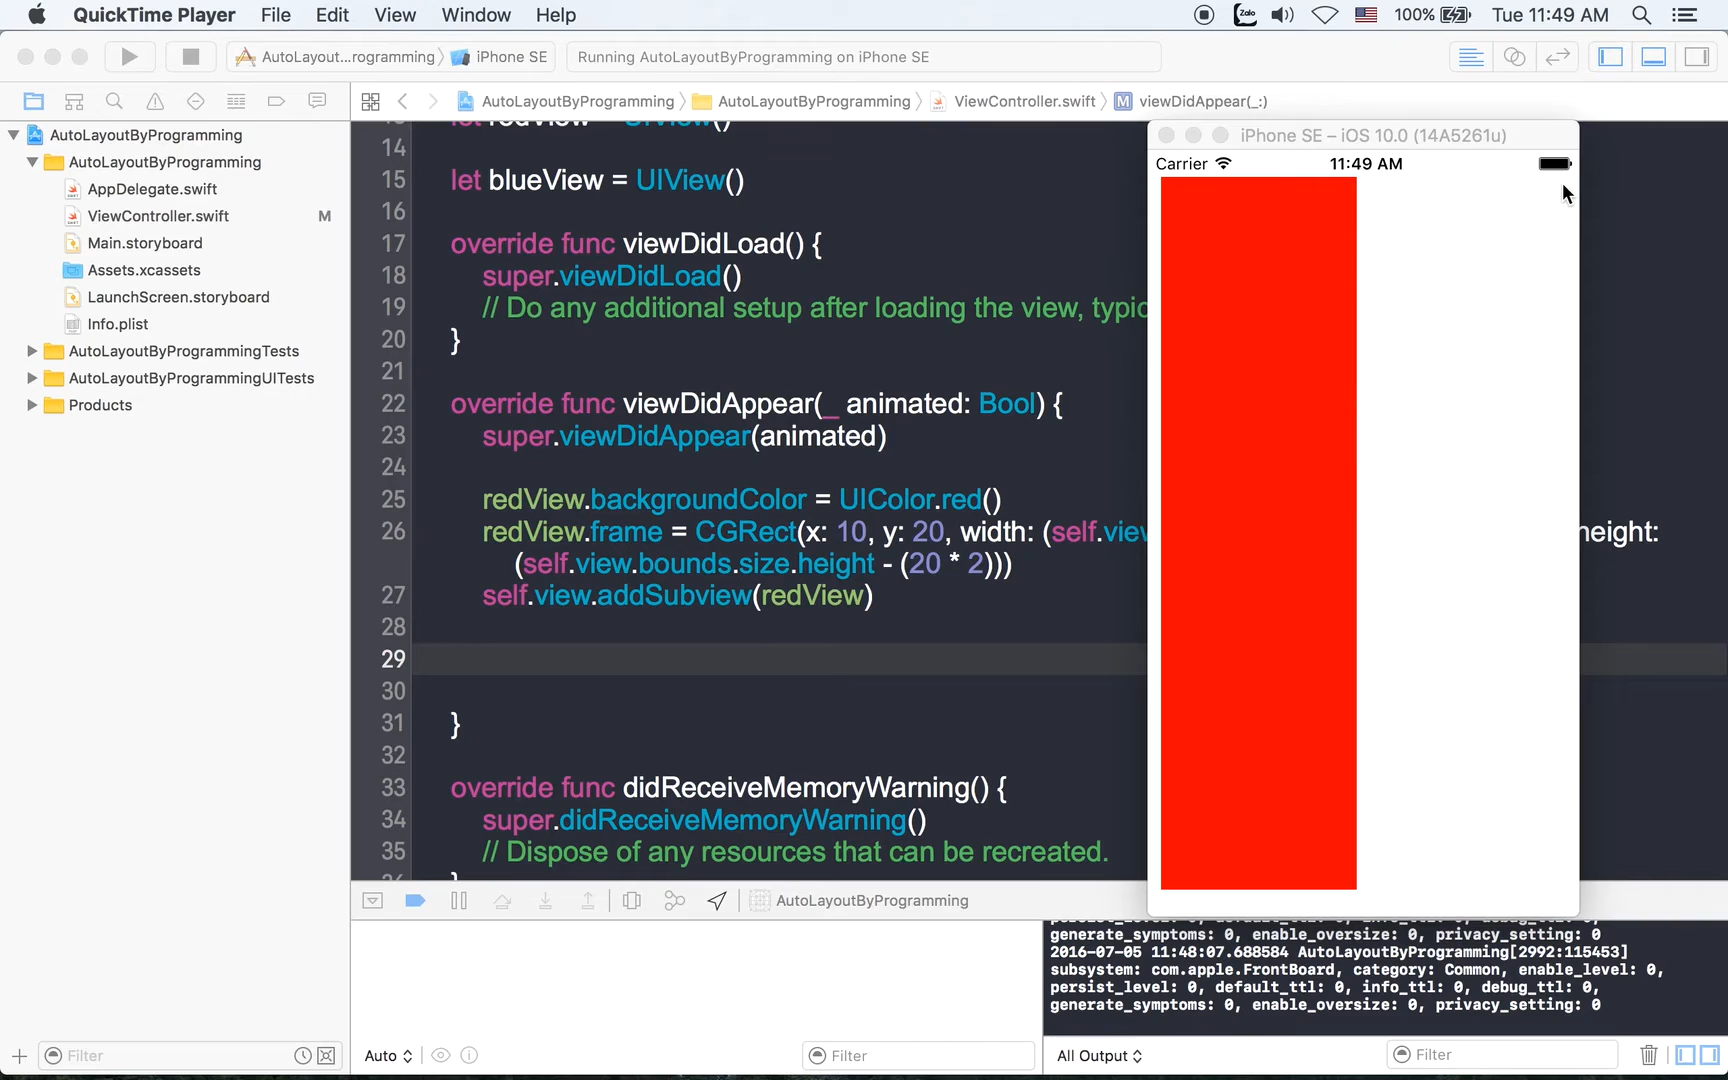 QuickTime Player File Edit View Window Help Zalo 100% Tue 11:49 AM
AutoLayout...rogramming iPhone SE Running AutoLayoutByProgramming on iPhone SE
AutoLayoutByProgramming AutoLayoutByProgramming ViewController.swift M viewDidAppear(_:)
AutoLayoutByProgramming
AutoLayoutByProgramming
AppDelegate.swift
ViewController.swift M
Main.storyboard
Assets.xcassets
LaunchScreen.storyboard
Info.plist
AutoLayoutByProgrammingTests
AutoLayoutByProgrammingUITests
Products
let redView = UIView()
14
15 let blueView = UIView()
16
17 override func viewDidLoad() {
18 super.viewDidLoad()
19 // Do any additional setup after loading the view, typic
20 }
21
22 override func viewDidAppear(_ animated: Bool) {
23 super.viewDidAppear(animated)
24
25 redView.backgroundColor = UIColor.red()
26 redView.frame = CGRect(x: 10, y: 20, width: (self.view height:
(self.view.bounds.size.height - (20 * 2)))
27 self.view.addSubview(redView)
28
29
30
31 }
32
33 override func didReceiveMemoryWarning() {
34 super.didReceiveMemoryWarning()
35 // Dispose of any resources that can be recreated.
iPhone SE – iOS 10.0 (14A5261u)
Carrier 11:49 AM
AutoLayoutByProgramming
generate_symptoms: 0, enable_oversize: 0, privacy_setting: 0
2016-07-05 11:48:07.688584 AutoLayoutByProgramming[2992:115453]
subsystem: com.apple.FrontBoard, category: Common, enable_level: 0,
persist_level: 0, default_ttl: 0, info_ttl: 0, debug_ttl: 0,
generate_symptoms: 0, enable_oversize: 0, privacy_setting: 0
Filter Auto Filter All Output Filter